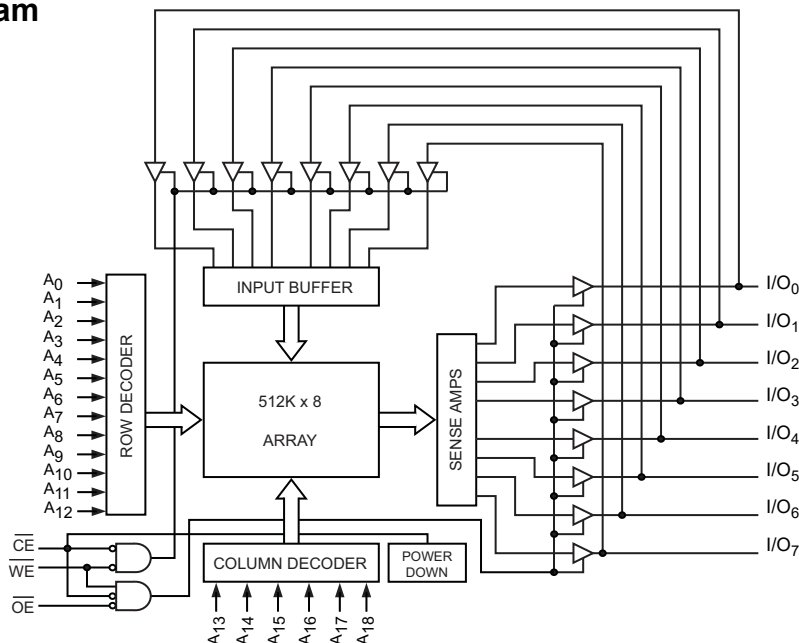 am
INPUT BUFFER
A0
A1
A2
A3
A4
A5
A6
A7
A8
A9
A10
A11
A12
ROW DECODER
512K x 8
ARRAY
SENSE AMPS
I/O0
I/O1
I/O2
I/O3
I/O4
I/O5
I/O6
I/O7
CE
WE
OE
COLUMN DECODER
POWER
DOWN
A13
A14
A15
A16
A17
A18